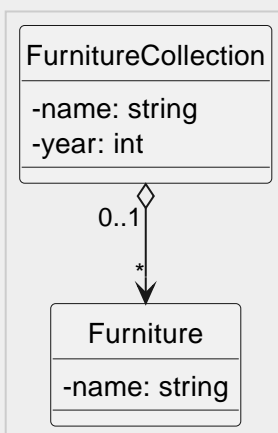 FurnitureCollection
-name: string
-year: int
0..1
*
Furniture
-name: string